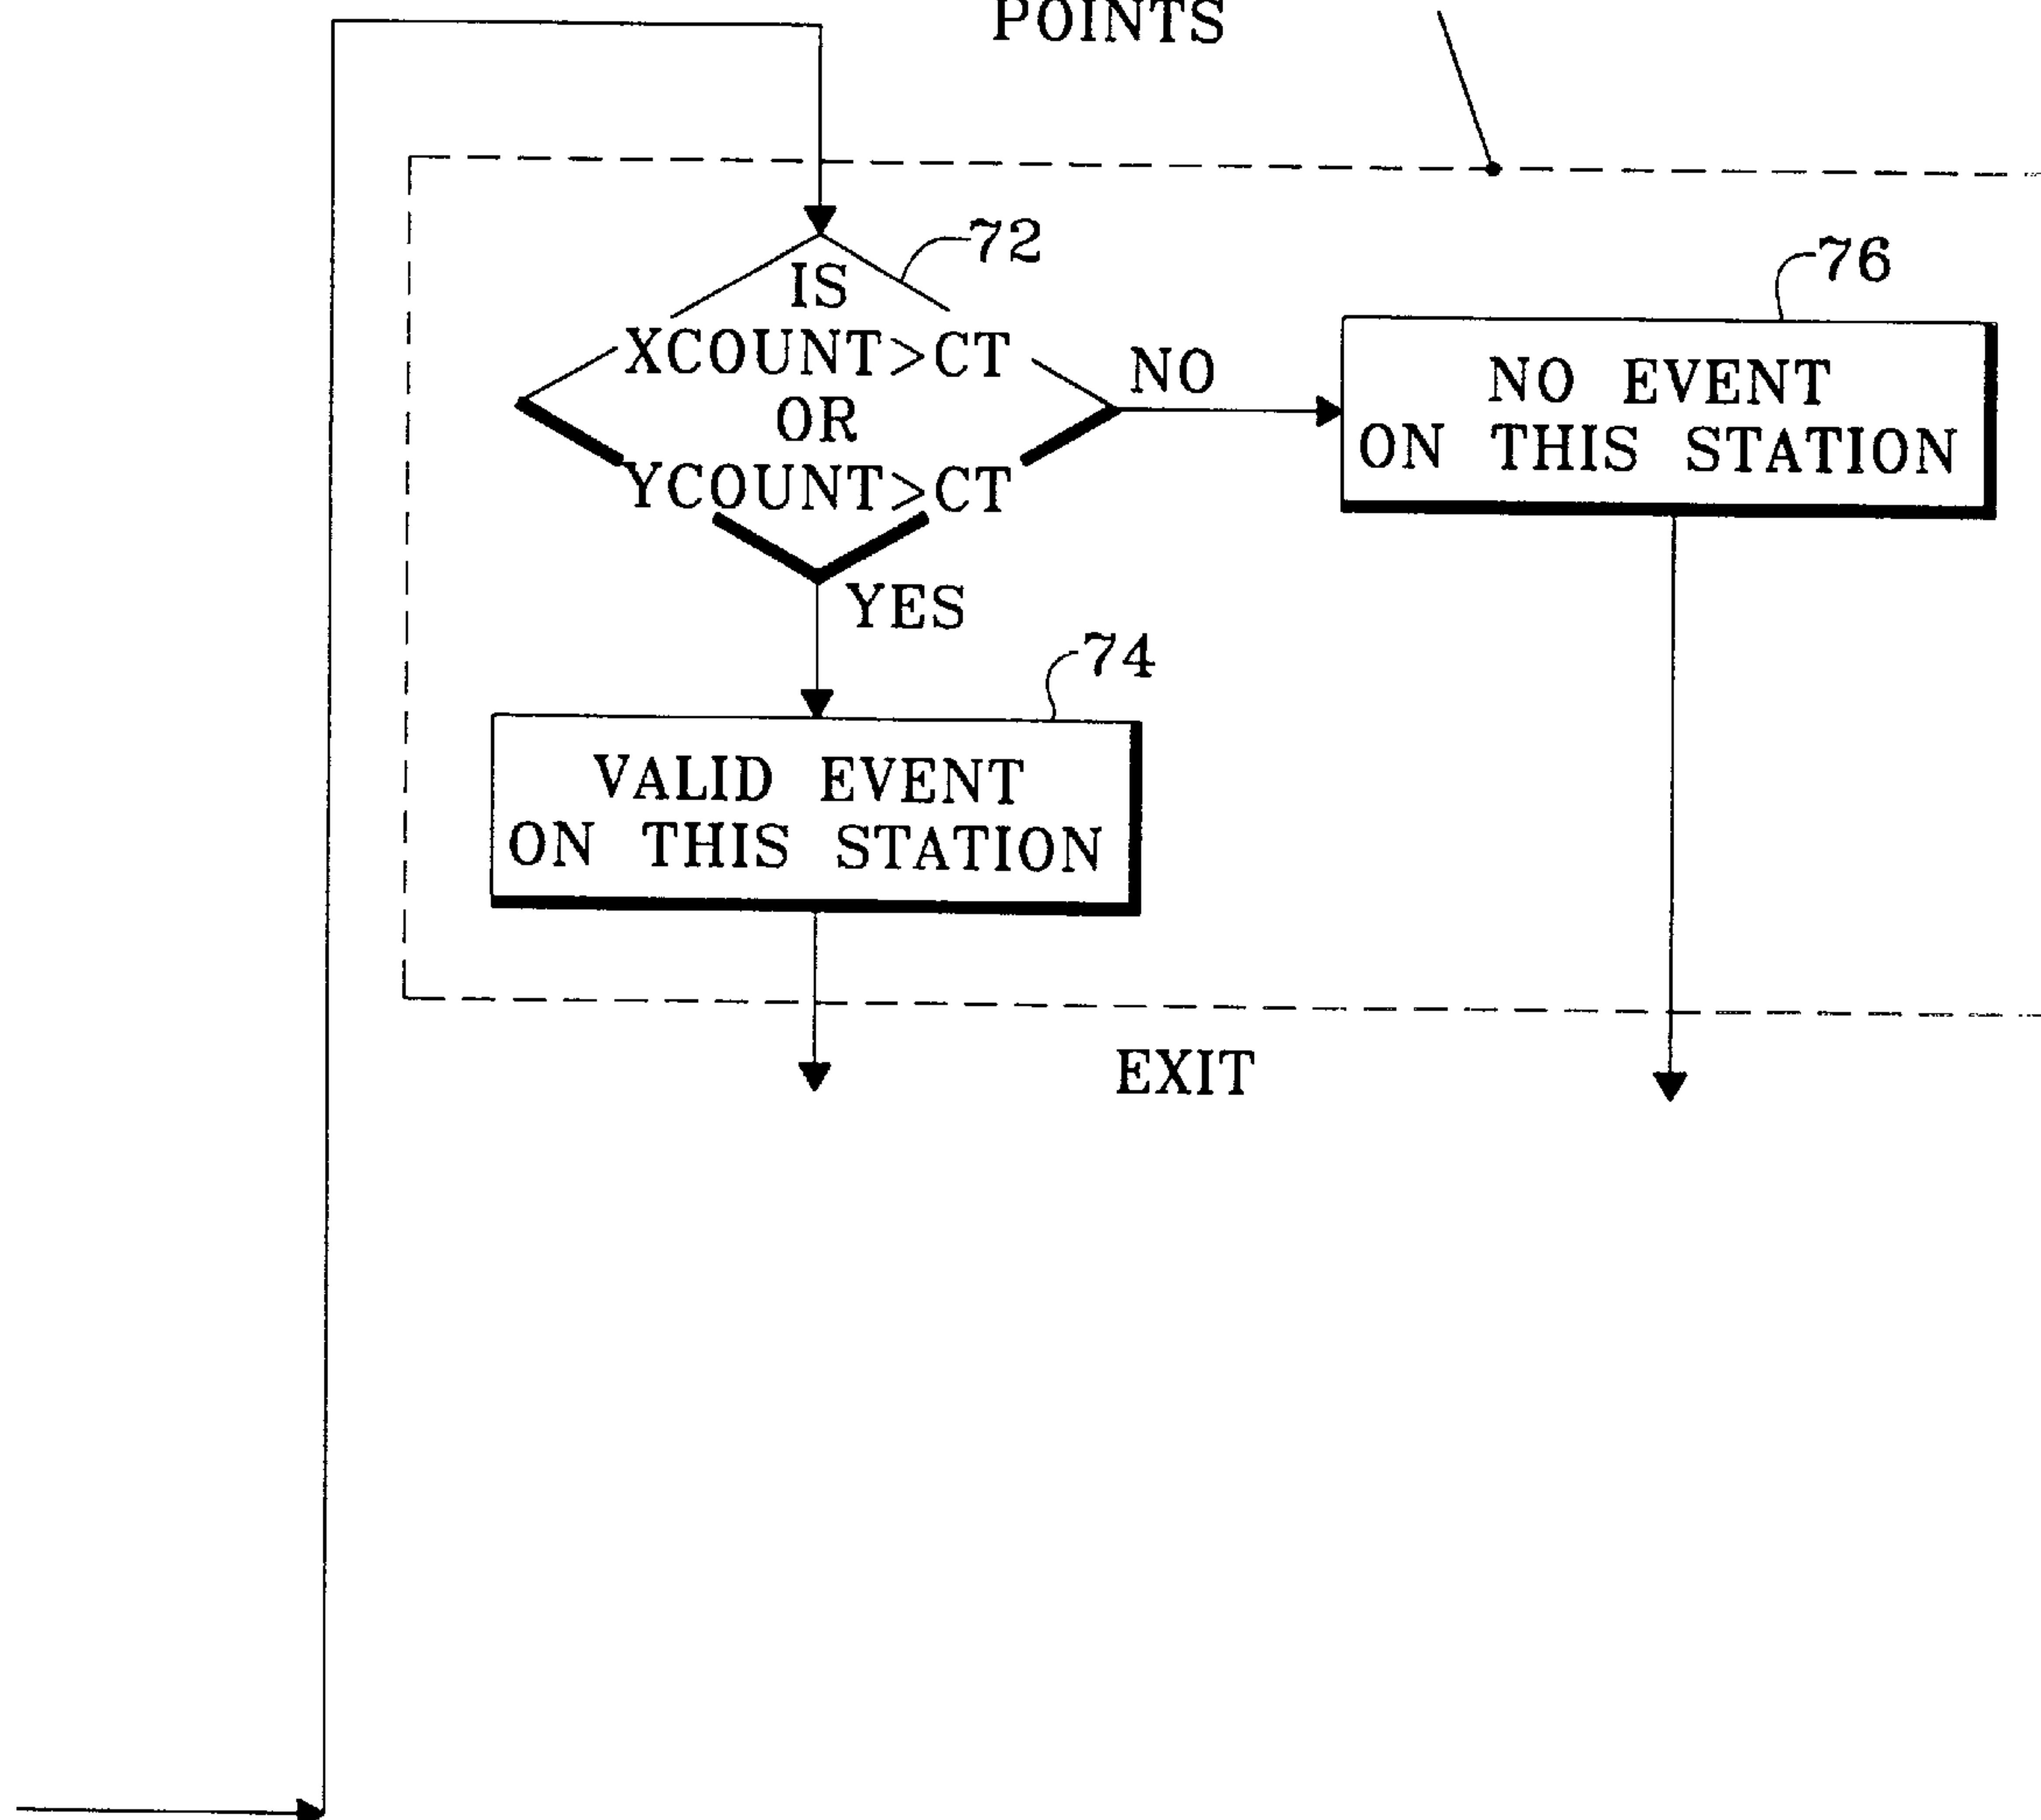 POINTS
72
IS
XCOUNT>CT
OR
YCOUNT>CT
NO
76
NO EVENT
ON THIS STATION
YES
74
VALID EVENT
ON THIS STATION
EXIT